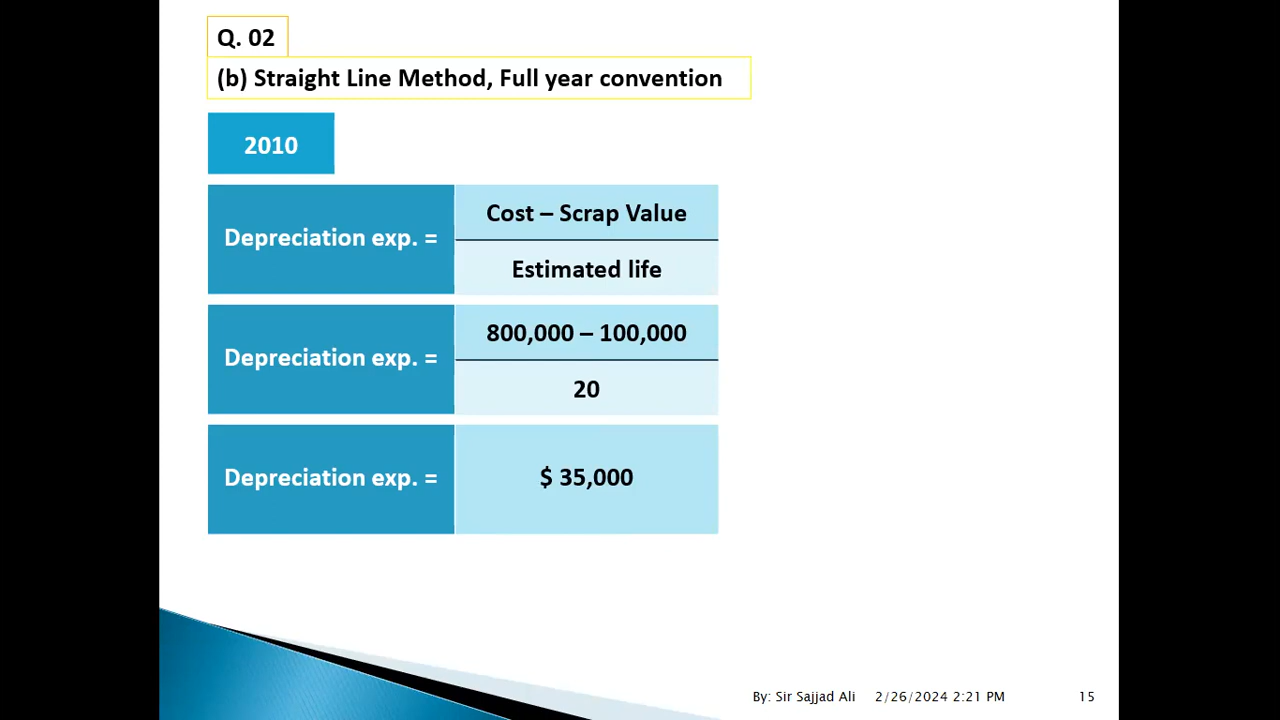 Q. 02
(b) Straight Line Method, Full year convention
2010
Depreciation exp. =
Cost – Scrap Value
Estimated life
Depreciation exp. =
800,000 – 100,000
20
Depreciation exp. =
$ 35,000
By: Sir Sajjad Ali 2/26/2024 2:21 PM 15